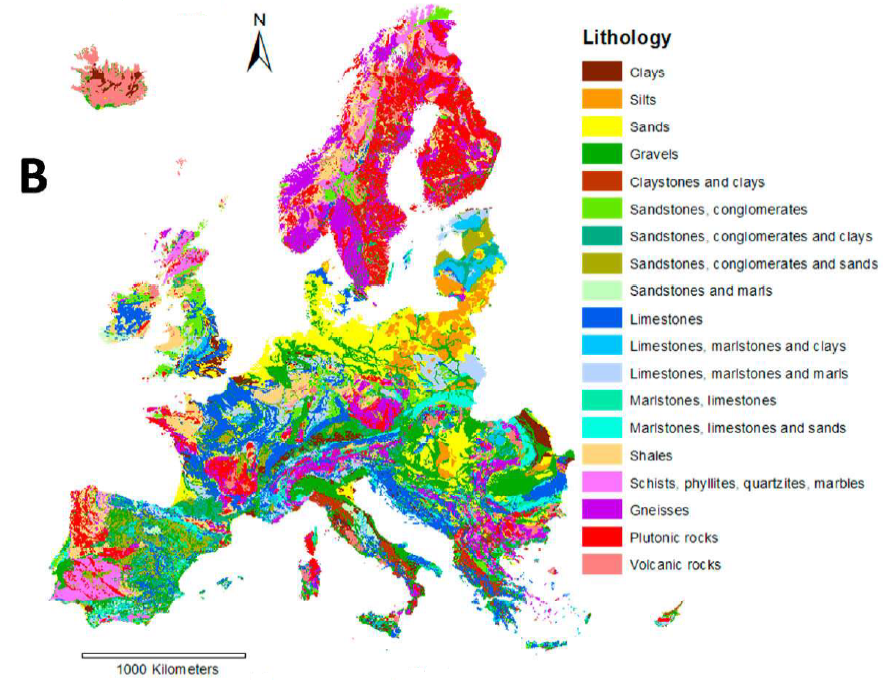 N
B
Lithology
Clays
Silts
Sands
Gravels
Claystones and clays
Sandstones, conglomerates
Sandstones, conglomerates and clays
Sandstones, conglomerates and sands
Sandstones and marls
Limestones
Limestones, marlstones and clays
Limestones, marlstones and marls
Marlstones, limestones
Marlstones, limestones and sands
Shales
Schists, phyllites, quartzites, marbles
Gneisses
Plutonic rocks
Volcanic rocks
1000 Kilometers